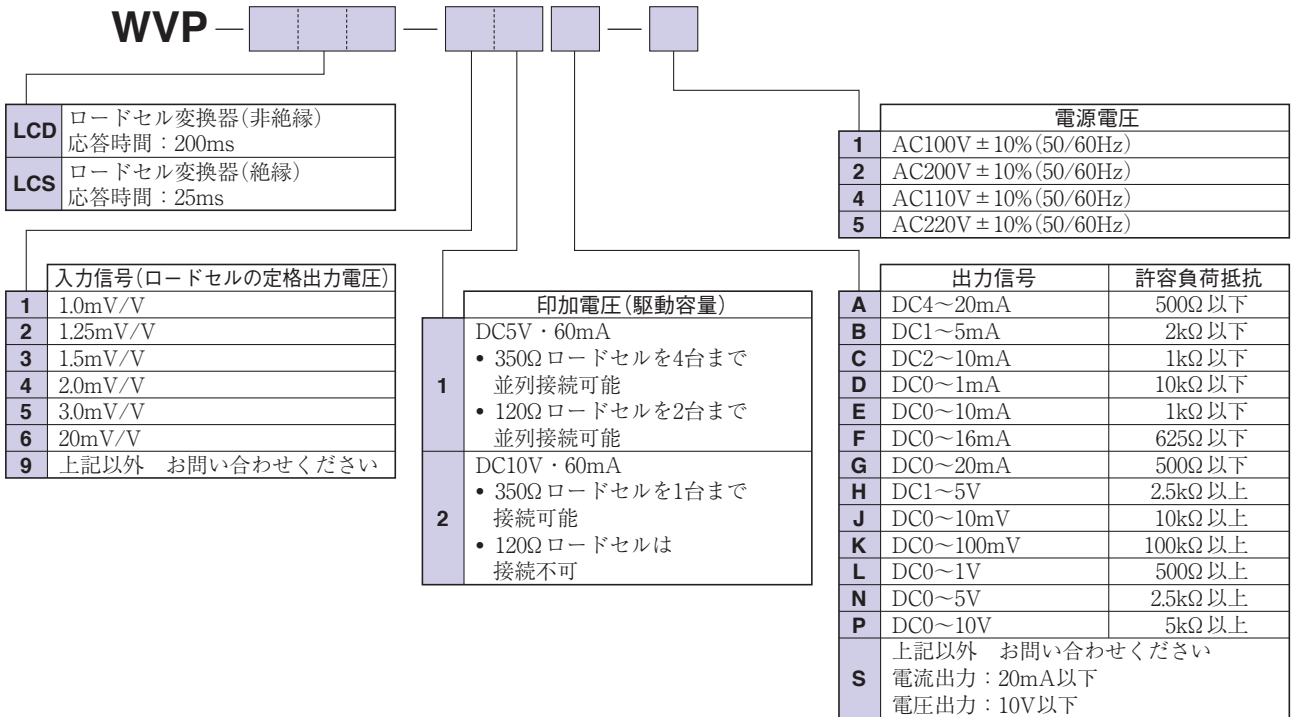 WVP — —  —
LCD ロードセル変換器(非絶縁)
応答時間：200ms
LCS ロードセル変換器(絶縁)
応答時間：25ms
電源電圧
1 AC100V±10%(50/60Hz)
2 AC200V±10%(50/60Hz)
4 AC110V±10%(50/60Hz)
5 AC220V±10%(50/60Hz)
入力信号(ロードセルの定格出力電圧)
1 1.0mV/V
2 1.25mV/V
3 1.5mV/V
4 2.0mV/V
5 3.0mV/V
6 20mV/V
9 上記以外　お問い合わせください
印加電圧(駆動容量)
1 DC5V・60mA
• 350Ωロードセルを4台まで
並列接続可能
• 120Ωロードセルを2台まで
並列接続可能
2 DC10V・60mA
• 350Ωロードセルを1台まで
接続可能
• 120Ωロードセルは
接続不可
出力信号 許容負荷抵抗
A DC4〜20mA 500Ω以下
B DC1〜5mA 2kΩ以下
C DC2〜10mA 1kΩ以下
D DC0〜1mA 10kΩ以下
E DC0〜10mA 1kΩ以下
F DC0〜16mA 625Ω以下
G DC0〜20mA 500Ω以下
H DC1〜5V 2.5kΩ以上
J DC0〜10mV 10kΩ以上
K DC0〜100mV 100kΩ以上
L DC0〜1V 500Ω以上
N DC0〜5V 2.5kΩ以上
P DC0〜10V 5kΩ以上
S 上記以外　お問い合わせください
電流出力：20mA以下
電圧出力：10V以下